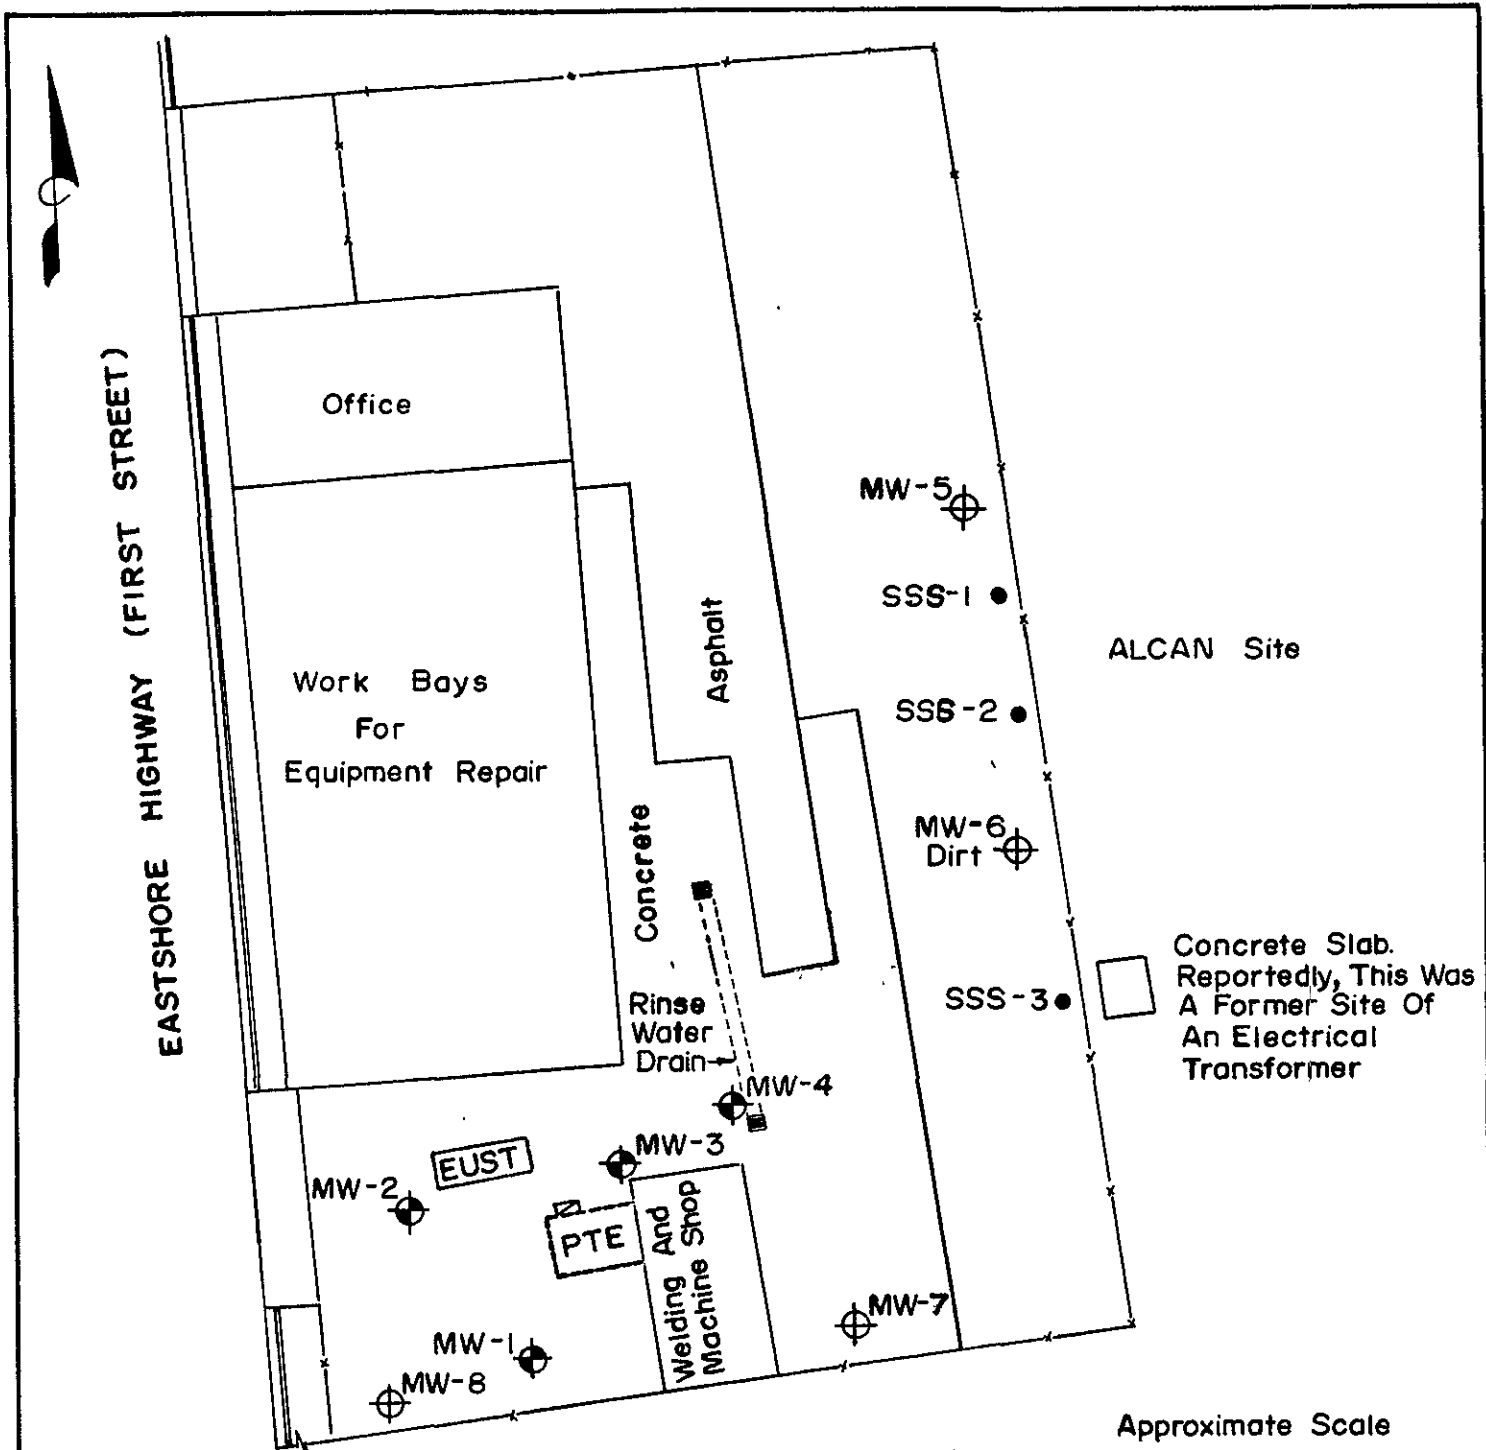 EASTSHORE HIGHWAY (FIRST STREET)
Office
Work Bays
For
Equipment Repair
Asphalt
Concrete
MW-5
SSS-1
ALCAN Site
SSS-2
MW-6
Dirt
Concrete Slab.
Reportedly, This Was
A Former Site Of
An Electrical
Transformer
SSS-3
Rinse
Water
Drain
MW-4
MW-3
EUST
MW-2
PTE
Welding And
Machine Shop
MW-7
MW-1
MW-8
Approximate Scale